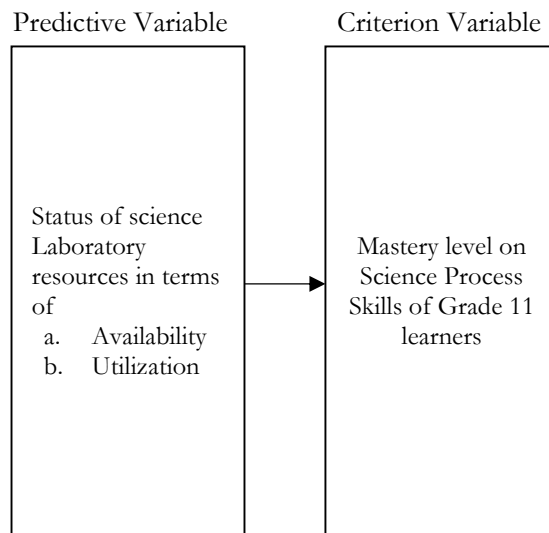 Predictive Variable
Status of science
Laboratory
resources in terms
of
a. Availability
b. Utilization
Criterion Variable
Mastery level on
Science Process
Skills of Grade 11
learners